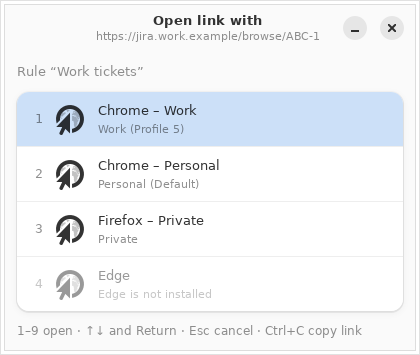 Open link with
https://jira.work.example/browse/ABC-1
Rule “Work tickets”
1
Chrome – Work
Work (Profile 5)
2
Chrome – Personal
Personal (Default)
3
Firefox – Private
Private
4
Edge
Edge is not installed
1–9 open · ↑↓ and Return · Esc cancel · Ctrl+C copy link